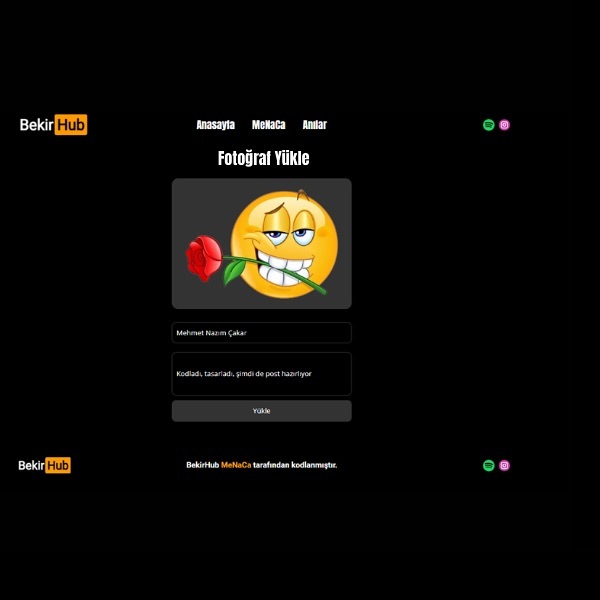 BekirHub
Anasayfa MeNaCa Anılar
Fotoğraf Yükle
Mehmet Nazım Çakar
Kodladı, tasarladı, şimdi de post hazırlıyor
Yükle
BekirHub
BekirHub MeNaCa tarafından kodlanmıştır.